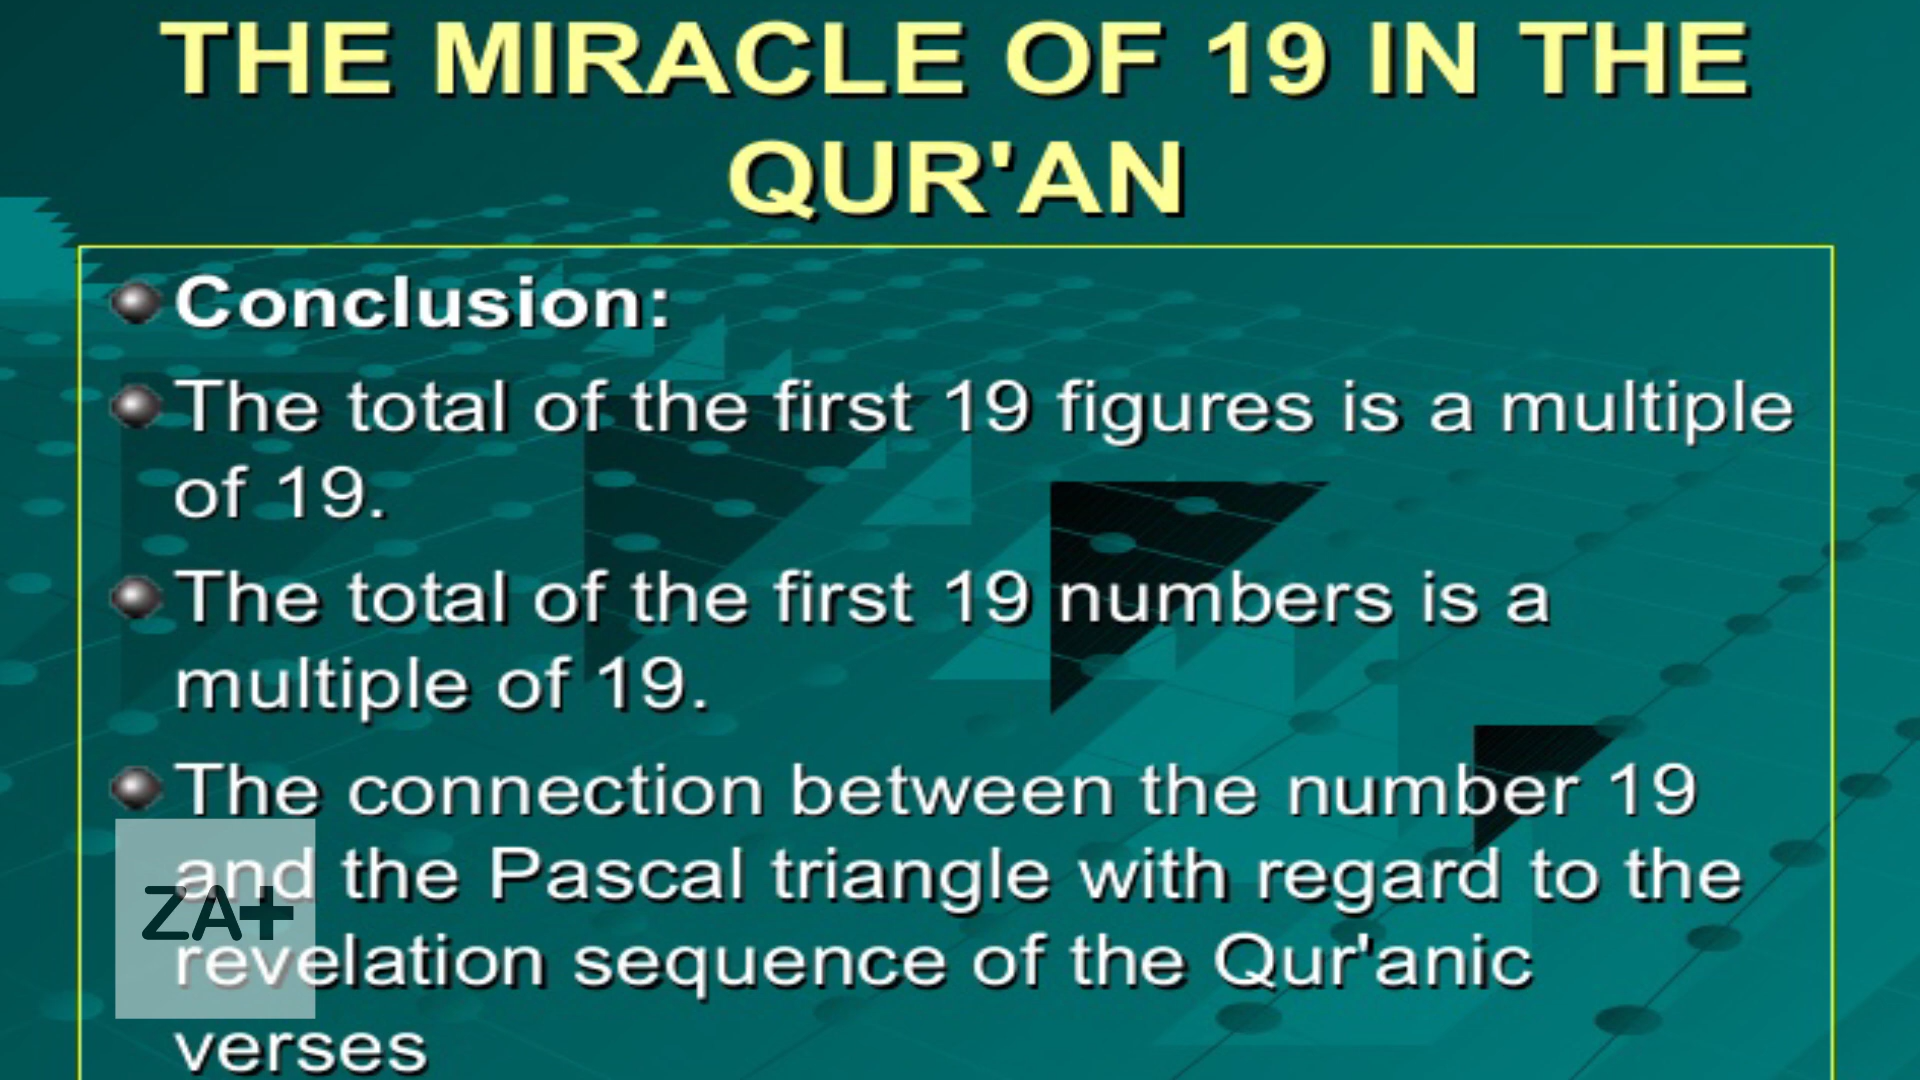 THE MIRACLE OF 19 IN THE
QUR'AN
Conclusion:
The total of the first 19 figures is a multiple
of 19.
The total of the first 19 numbers is a
multiple of 19.
The connection between the number 19
and the Pascal triangle with regard to the
revelation sequence of the Qur'anic
verses
ZA+